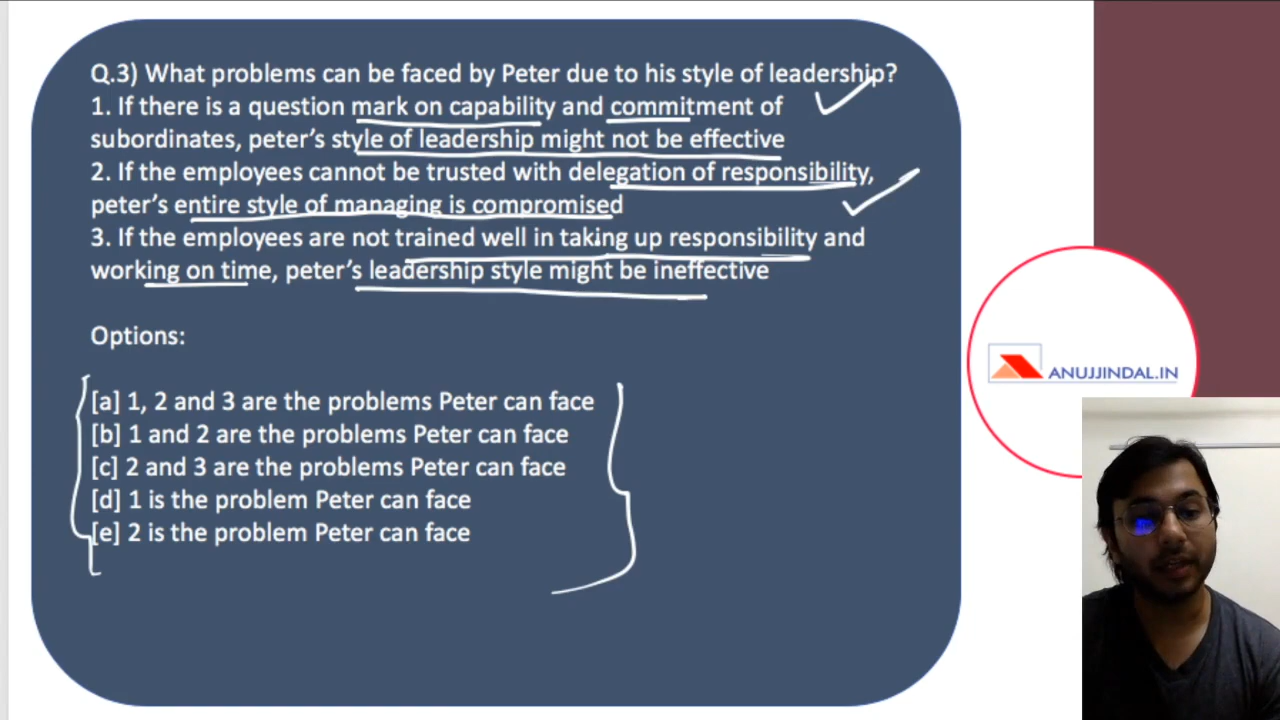 Q.3) What problems can be faced by Peter due to his style of leadership?
1. If there is a question mark on capability and commitment of
subordinates, peter's style of leadership might not be effective
2. If the employees cannot be trusted with delegation of responsibility,
peter's entire style of managing is compromised
3. If the employees are not trained well in taking up responsibility and
working on time, peter's leadership style might be ineffective
Options:
[a] 1, 2 and 3 are the problems Peter can face
[b] 1 and 2 are the problems Peter can face
[c] 2 and 3 are the problems Peter can face
[d] 1 is the problem Peter can face
[e] 2 is the problem Peter can face
ANUJJINDAL.IN